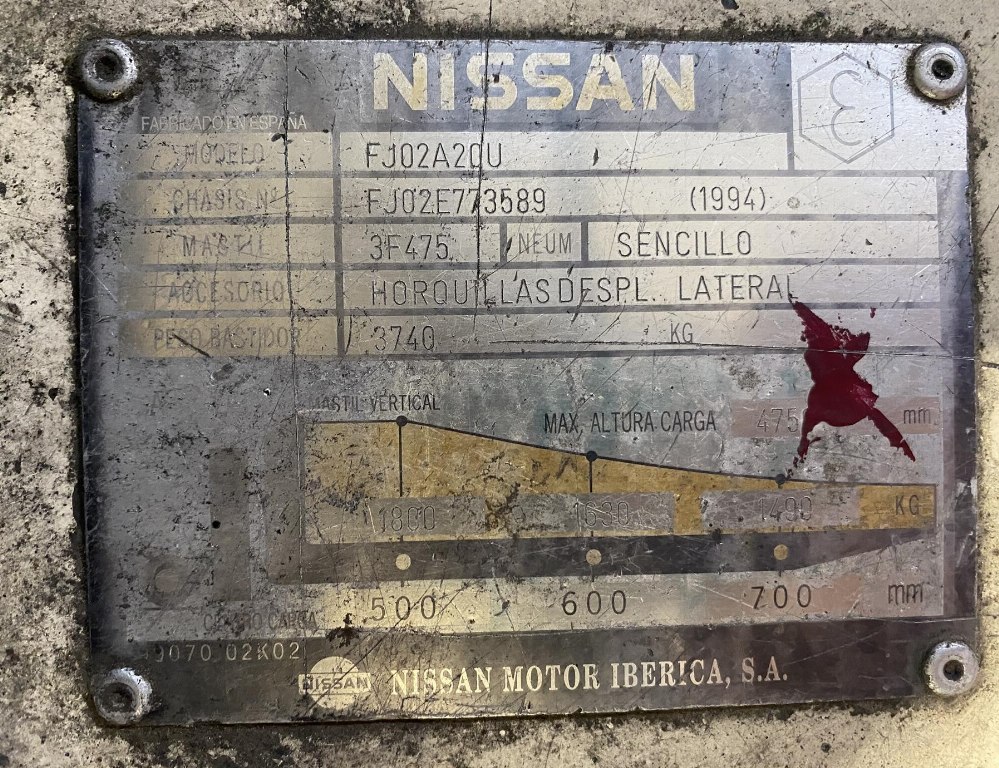 NISSAN
FABRICADO EN ESPAÑA
MODELO FJ02A20U
CHASIS Nº FJ02E773589 (1994)
MASTIL 3F475 NEUM SENCILLO
ACCESORIO HORQUILLAS DESPL. LATERAL
PESO BASTIDOR 3740 KG
MASTIL VERTICAL
MAX. ALTURA CARGA 475 mm
1800 1630 1490 KG
500 600 700 mm
CENTRO CARGA
02K02
NISSAN NISSAN MOTOR IBERICA, S.A.